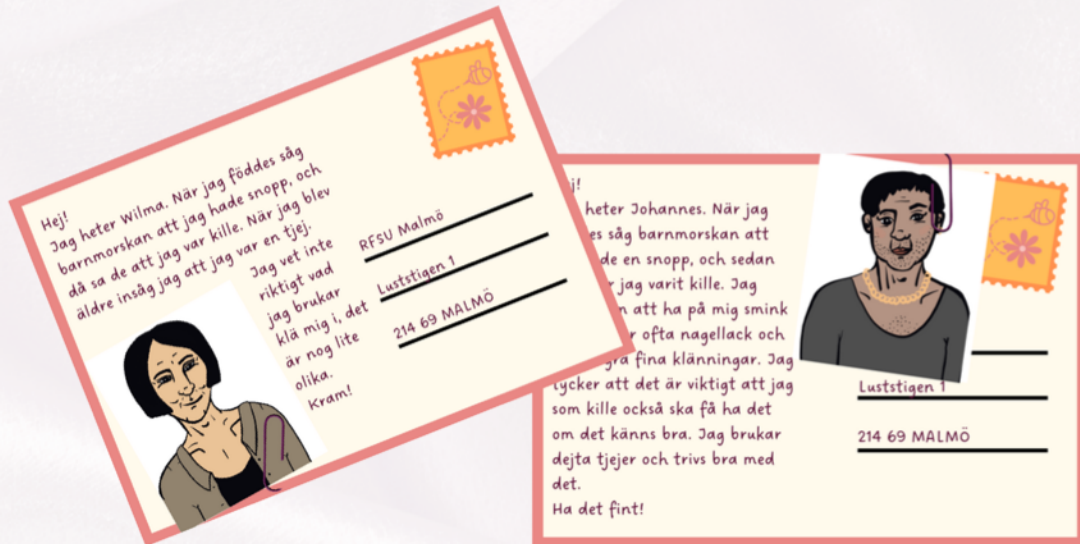 Hej!
Jag heter Wilma. När jag föddes såg
barnmorskan att jag hade snopp, och
då sa de att jag var kille. När jag blev
äldre insåg jag att jag var en tjej.
Jag vet inte
riktigt vad
jag brukar
klä mig i, det
är nog lite
olika.
Kram!
RFSU Malmö
Luststigen 1
214 69 MALMÖ
heter Johannes. När jag
såg barnmorskan att
en snopp, och sedan
jag varit kille. Jag
att ha på mig smink
ofta nagellack och
fina klänningar. Jag
tycker att det är viktigt att jag
som kille också ska få ha det
om det känns bra. Jag brukar
dejta tjejer och trivs bra med
det.
Ha det fint!
Luststigen 1
214 69 MALMÖ